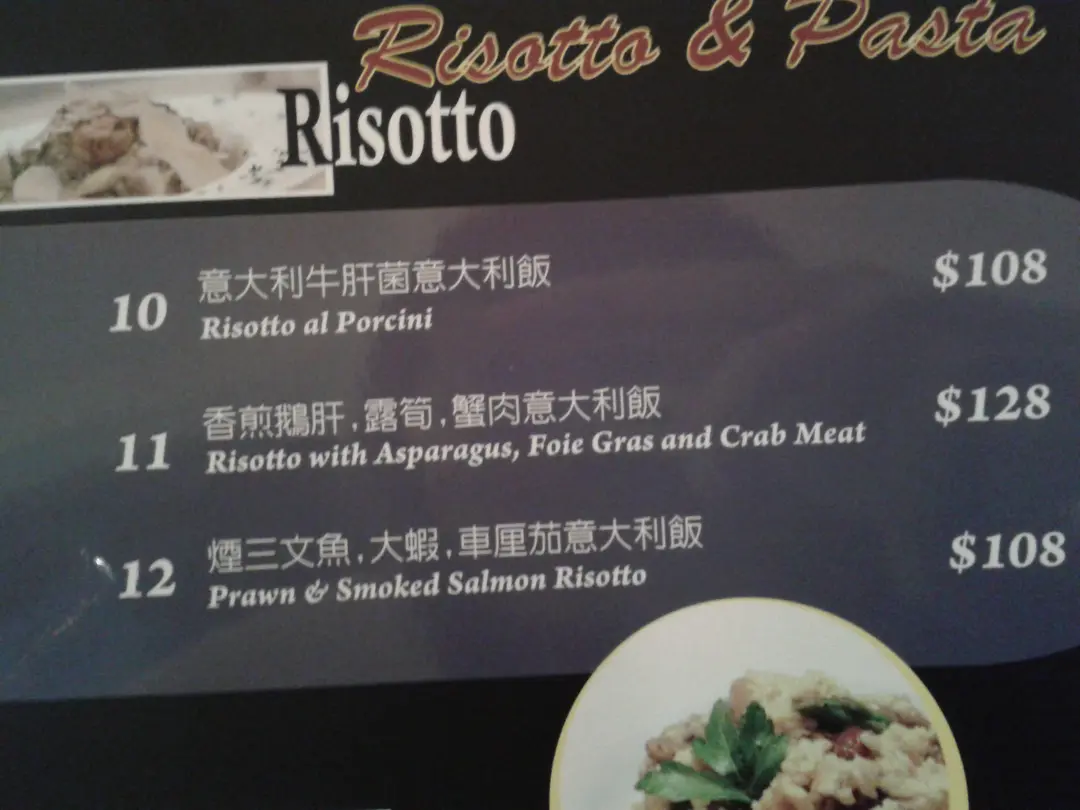 Risotto & Pasta
Risotto
10 意大利牛肝菌意大利飯 $108
Risotto al Porcini
11 香煎鵝肝,露筍,蟹肉意大利飯 $128
Risotto with Asparagus, Foie Gras and Crab Meat
12 煙三文魚,大蝦,車厘茄意大利飯 $108
Prawn & Smoked Salmon Risotto